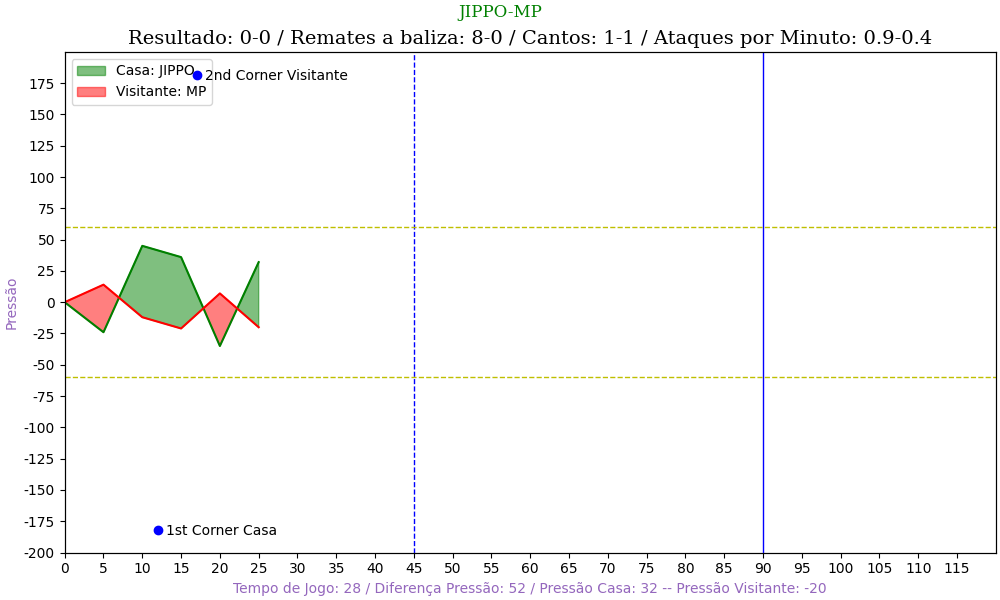 JIPPO-MP
Resultado: 0-0 / Remates a baliza: 8-0 / Cantos: 1-1 / Ataques por Minuto: 0.9-0.4
Casa: JIPPO
Visitante: MP
2nd Corner Visitante
1st Corner Casa
Pressão
175
150
125
100
75
50
25
0
-25
-50
-75
-100
-125
-150
-175
-200
0 5 10 15 20 25 30 35 40 45 50 55 60 65 70 75 80 85 90 95 100 105 110 115
Tempo de Jogo: 28 / Diferença Pressão: 52 / Pressão Casa: 32 -- Pressão Visitante: -20